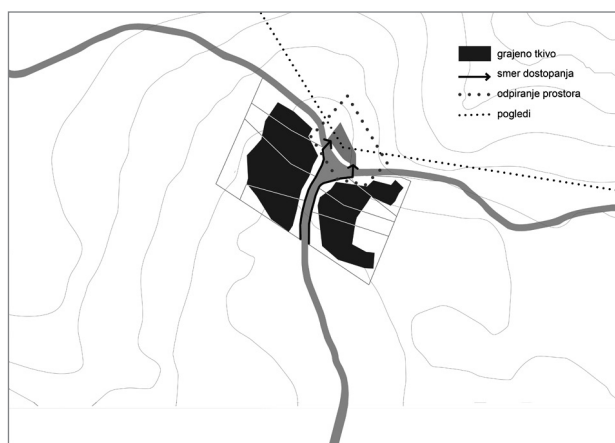 grajeno tkivo
smer dostopanja
odpiranje prostora
pogledi